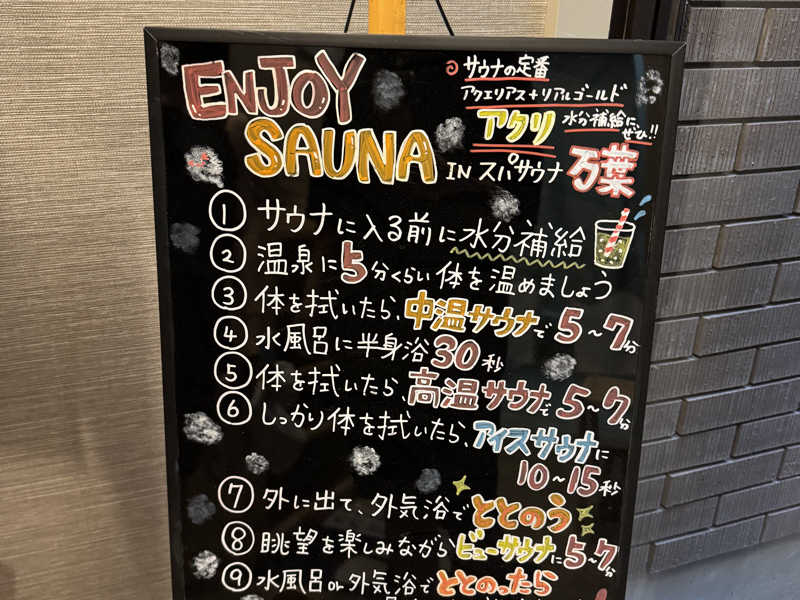 ENJOY SAUNA
サウナの定番
アクエリアス+リアルゴールド
アクリ 水分補給に、ぜひ!!
IN スパサウナ 万葉
① サウナに入る前に水分補給
② 温泉に5分くらい体を温めましょう
③ 体を拭いたら、中温サウナで5~7分
④ 水風呂に半身浴30秒
⑤ 体を拭いたら、高温サウナで5~7分
⑥ しっかり体を拭いたら、アイスサウナに
10~15秒
⑦ 外に出て、外気浴でととのう
⑧ 眺望を楽しみながらビューサウナに5~7分
⑨ 水風呂or外気浴でととのったら